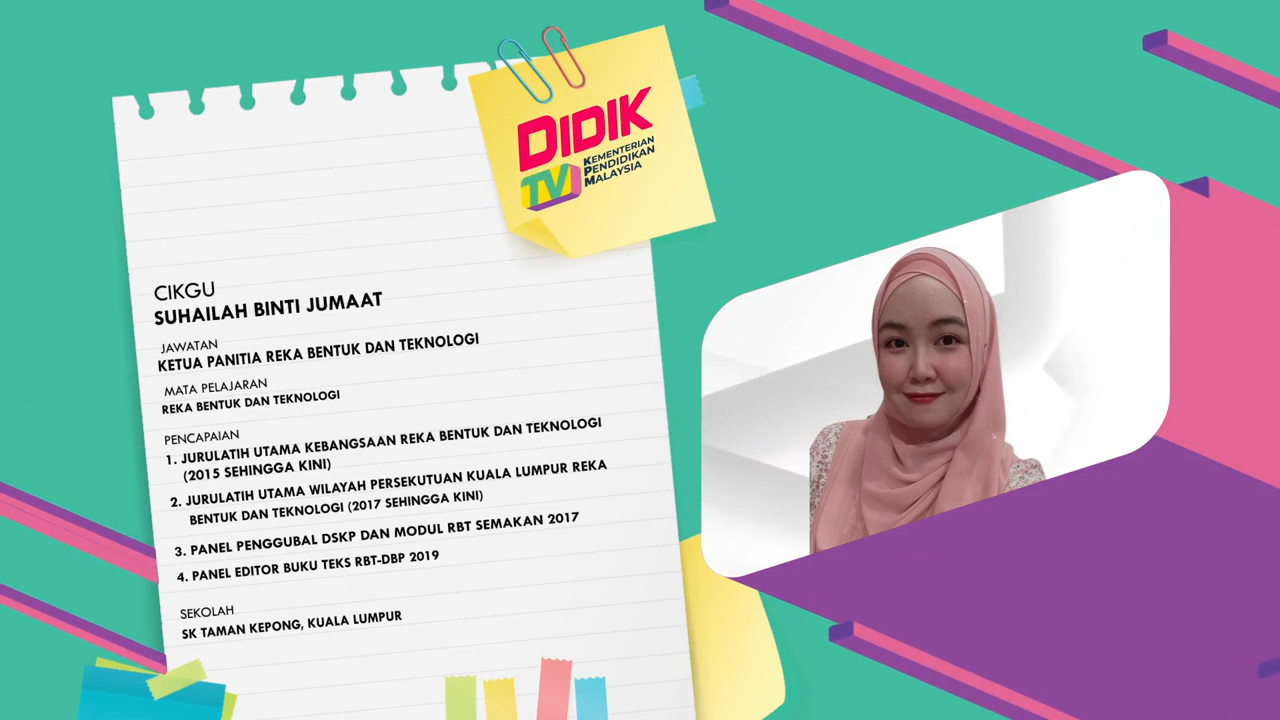 DIDIK
TV
KEMENTERIAN
PENDIDIKAN
MALAYSIA
CIKGU
SUHAILAH BINTI JUMAAT
JAWATAN
KETUA PANITIA REKA BENTUK DAN TEKNOLOGI
MATA PELAJARAN
REKA BENTUK DAN TEKNOLOGI
PENCAPAIAN
1. JURULATIH UTAMA KEBANGSAAN REKA BENTUK DAN TEKNOLOGI
(2015 SEHINGGA KINI)
2. JURULATIH UTAMA WILAYAH PERSEKUTUAN KUALA LUMPUR REKA
BENTUK DAN TEKNOLOGI (2017 SEHINGGA KINI)
3. PANEL PENGGUBAL DSKP DAN MODUL RBT SEMAKAN 2017
4. PANEL EDITOR BUKU TEKS RBT-DBP 2019
SEKOLAH
SK TAMAN KEPONG, KUALA LUMPUR